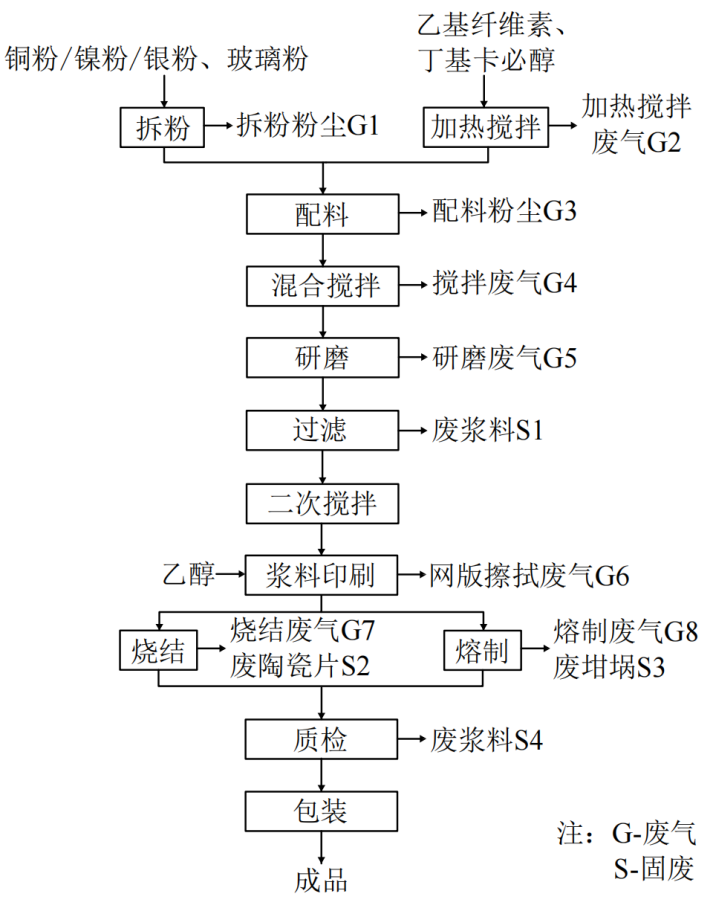 铜粉/镍粉/银粉、玻璃粉
乙基纤维素、
丁基卡必醇
拆粉
拆粉粉尘G1
加热搅拌
加热搅拌
废气G2
配料
配料粉尘G3
混合搅拌
搅拌废气G4
研磨
研磨废气G5
过滤
废浆料S1
二次搅拌
乙醇
浆料印刷
网版擦拭废气G6
烧结
烧结废气G7
废陶瓷片S2
熔制
熔制废气G8
废坩埚S3
质检
废浆料S4
包装
成品
注：G-废气
S-固废